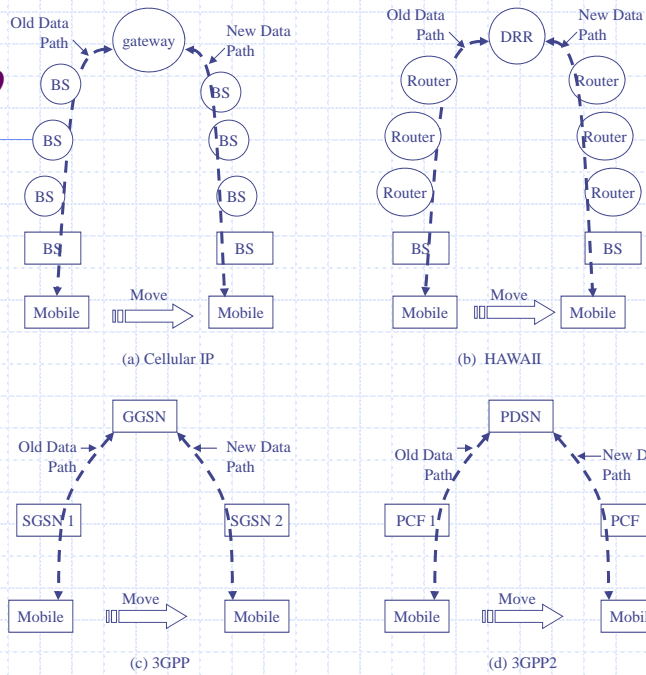 Old Data
Path
gateway
New Data
Path
BS
BS
BS
BS
BS
BS
BS
BS
Mobile
Move
Mobile
(a) Cellular IP
Old Data
Path
DRR
New Data
Path
Router
Router
Router
BS
Router
Router
Router
BS
Mobile
Move
Mobile
(b) HAWAII
GGSN
Old Data
Path
New Data
Path
SGSN 1
SGSN 2
Mobile
Move
Mobile
(c) 3GPP
PDSN
Old Data
Path
New D
Path
PCF 1
PCF
Mobile
Move
Mobi
(d) 3GPP2